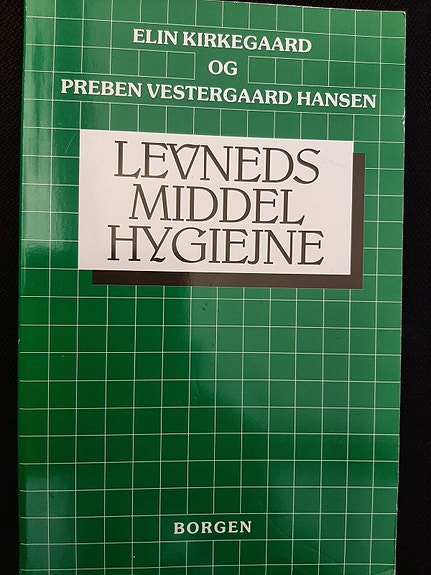 ELIN KIRKEGAARD
OG
PREBEN VESTERGAARD HANSEN
LEVNEDS
MIDDEL
HYGIEJNE
BORGEN